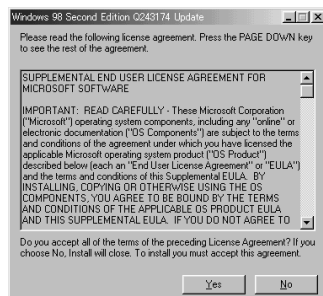 Windows 98 Second Edition Q243174 Update
Please read the following license agreement. Press the PAGE DOWN key
to see the rest of the agreement.
SUPPLEMENTAL END USER LICENSE AGREEMENT FOR
MICROSOFT SOFTWARE
IMPORTANT: READ CAREFULLY - These Microsoft Corporation
("Microsoft") operating system components, including any "online" or
electronic documentation ("OS Components") are subject to the terms
and conditions of the agreement under which you have licensed the
applicable Microsoft operating system product ("OS Product")
described below (each an "End User License Agreement" or "EULA")
and the terms and conditions of this Supplemental EULA. BY
INSTALLING, COPYING OR OTHERWISE USING THE OS
COMPONENTS, YOU AGREE TO BE BOUND BY THE TERMS
AND CONDITIONS OF THE APPLICABLE OS PRODUCT EULA
AND THIS SUPPLEMENTAL EULA. IF YOU DO NOT AGREE TO
Do you accept all of the terms of the preceding License Agreement? If you
choose No, Install will close. To install you must accept this agreement.
Yes
No